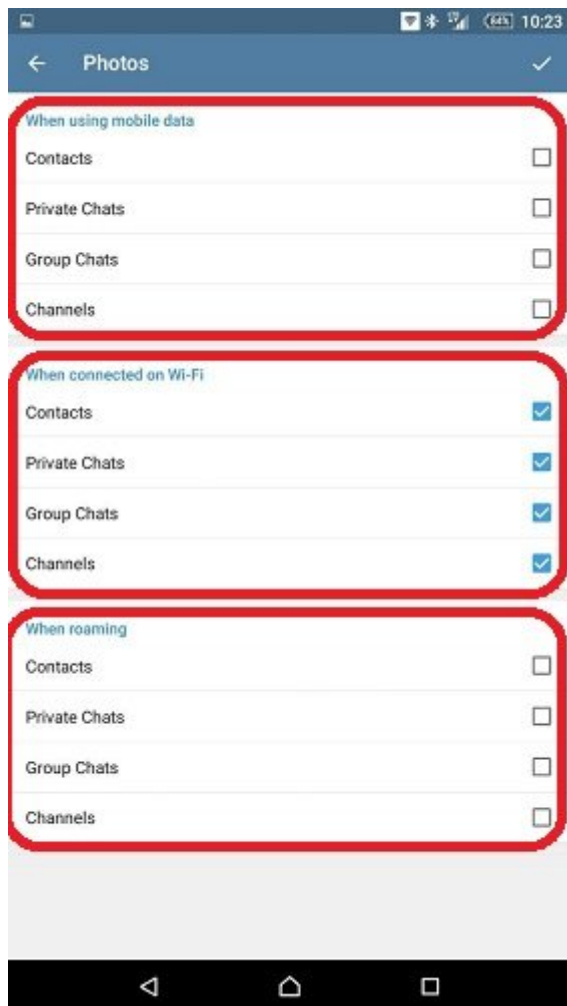 64% 10:23
Photos
When using mobile data
Contacts
Private Chats
Group Chats
Channels
When connected on Wi-Fi
Contacts
Private Chats
Group Chats
Channels
When roaming
Contacts
Private Chats
Group Chats
Channels